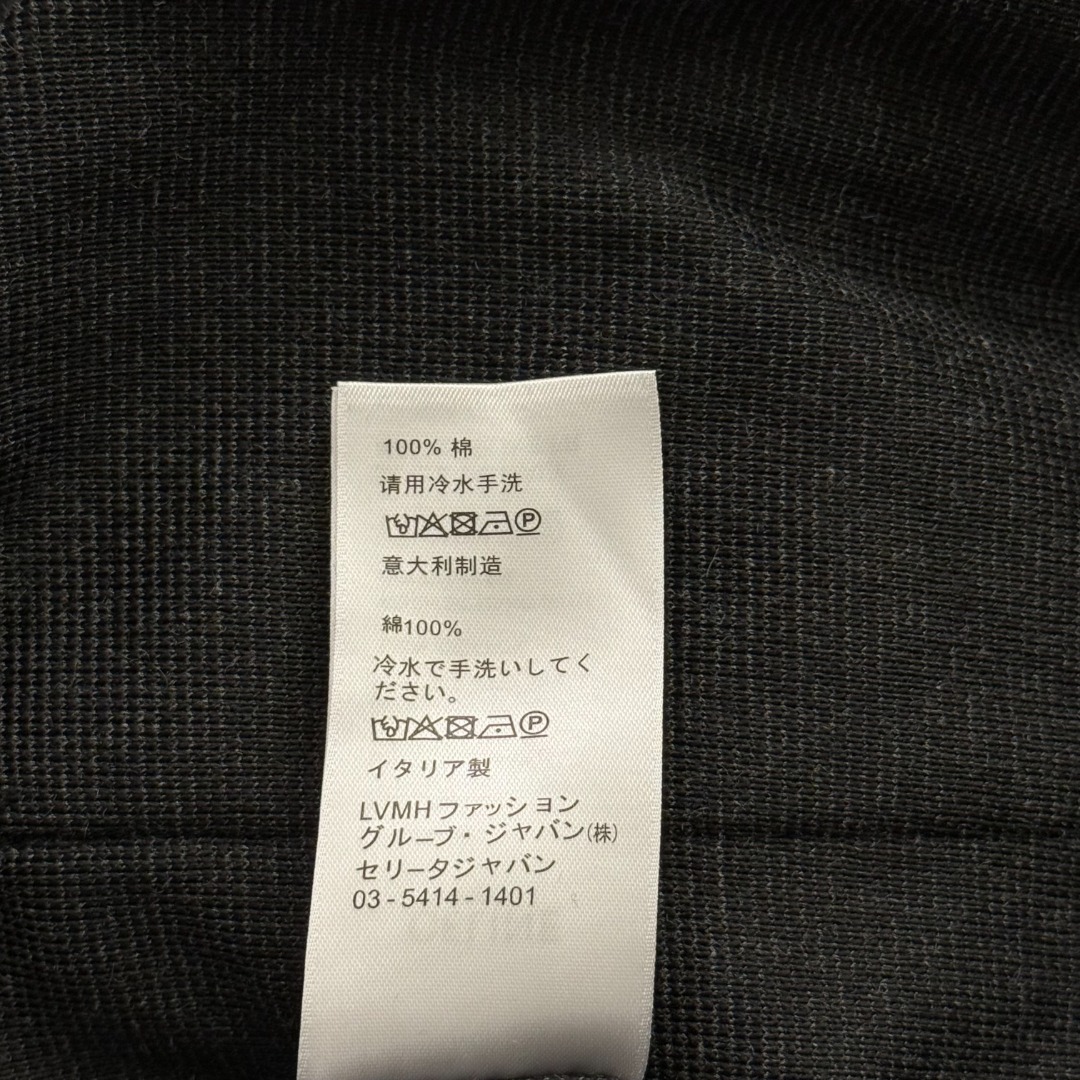 100% 棉
请用冷水手洗
P
意大利制造
綿100%
冷水で手洗いしてく
ださい。
P
イタリア製
LVMHファッション
グループ・ジャパン(株)
セリータジャパン
03-5414-1401